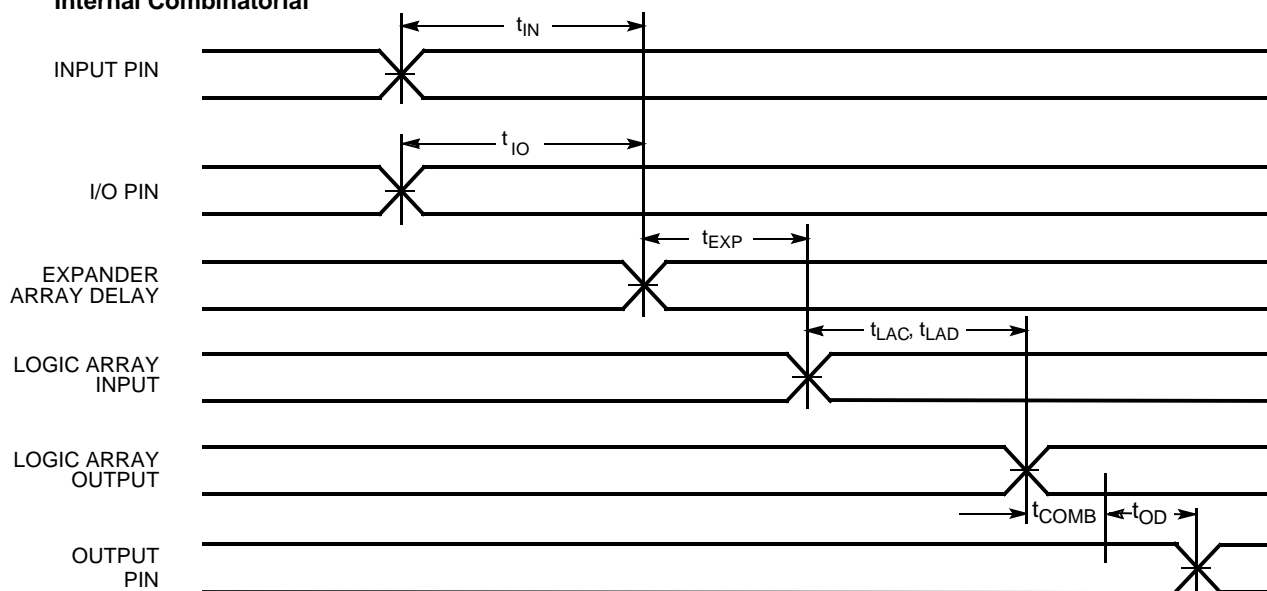 Internal Combinatorial
tIN
INPUT PIN
tIO
I/O PIN
tEXP
EXPANDER
ARRAY DELAY
tLAC, tLAD
LOGIC ARRAY
INPUT
LOGIC ARRAY
OUTPUT
tCOMB
tOD
OUTPUT
PIN